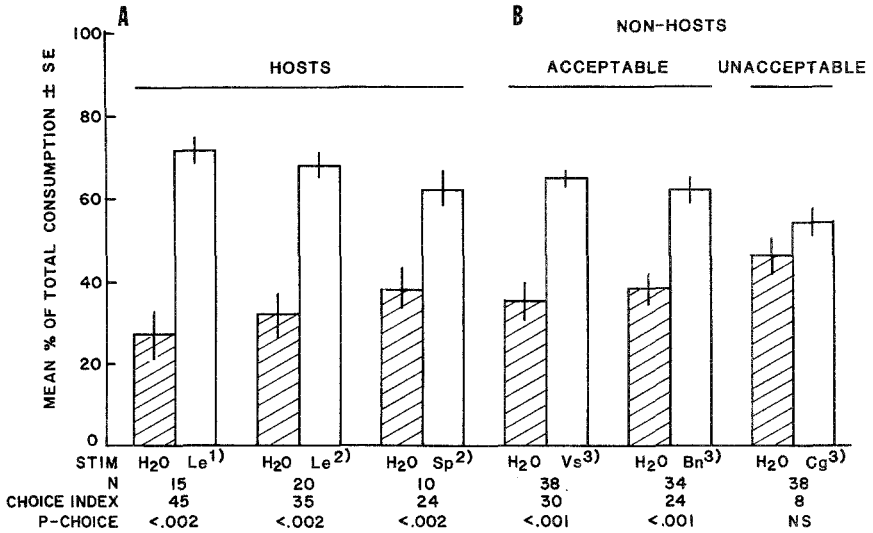 A
B
NON-HOSTS
HOSTS
ACCEPTABLE
UNACCEPTABLE
MEAN % OF TOTAL CONSUMPTION ± SE
100
80
60
40
20
0
STIM H2O Le1) H2O Le2) H2O Sp2) H2O Vs3) H2O Bn3) H2O Cg3)
N 15 20 10 38 34 38
CHOICE INDEX 45 35 24 30 24 8
P-CHOICE <.002 <.002 <.002 <.001 <.001 NS